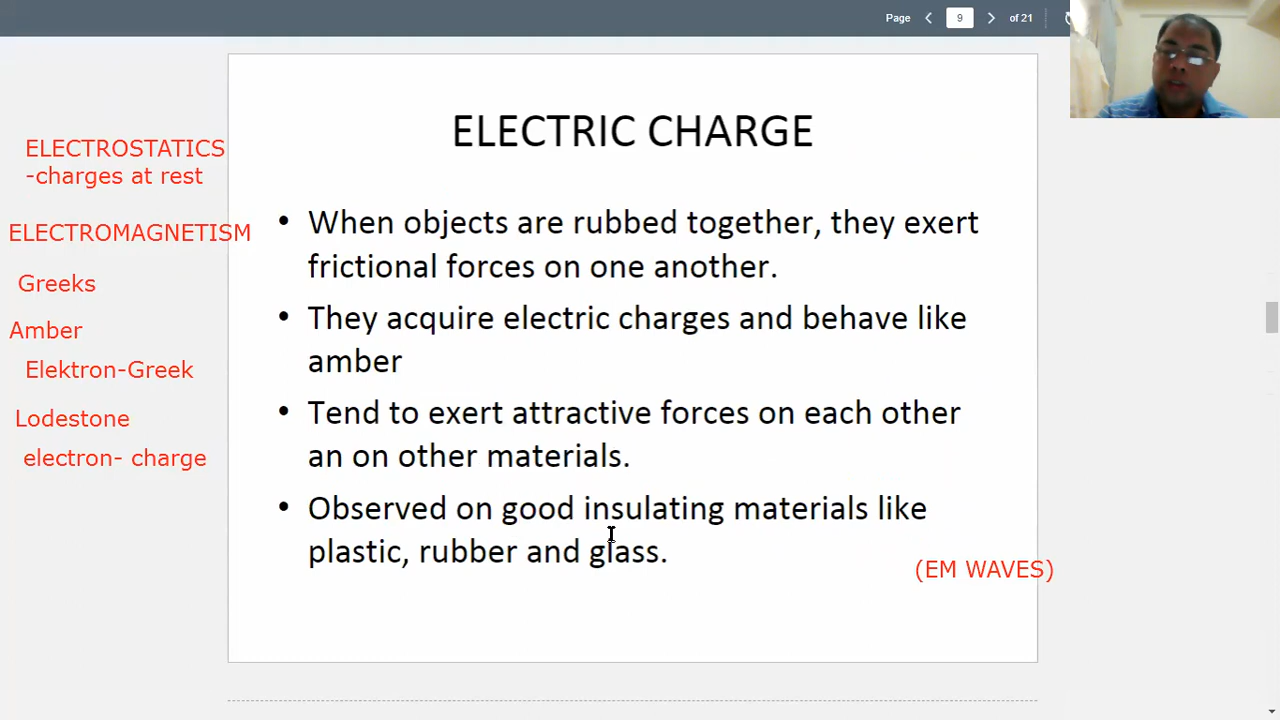 Page 9 of 21
ELECTRIC CHARGE
ELECTROSTATICS
-charges at rest
ELECTROMAGNETISM
Greeks
Amber
Elektron-Greek
Lodestone
electron- charge
• When objects are rubbed together, they exert
frictional forces on one another.
• They acquire electric charges and behave like
amber
• Tend to exert attractive forces on each other
an on other materials.
• Observed on good insulating materials like
plastic, rubber and glass.
(EM WAVES)